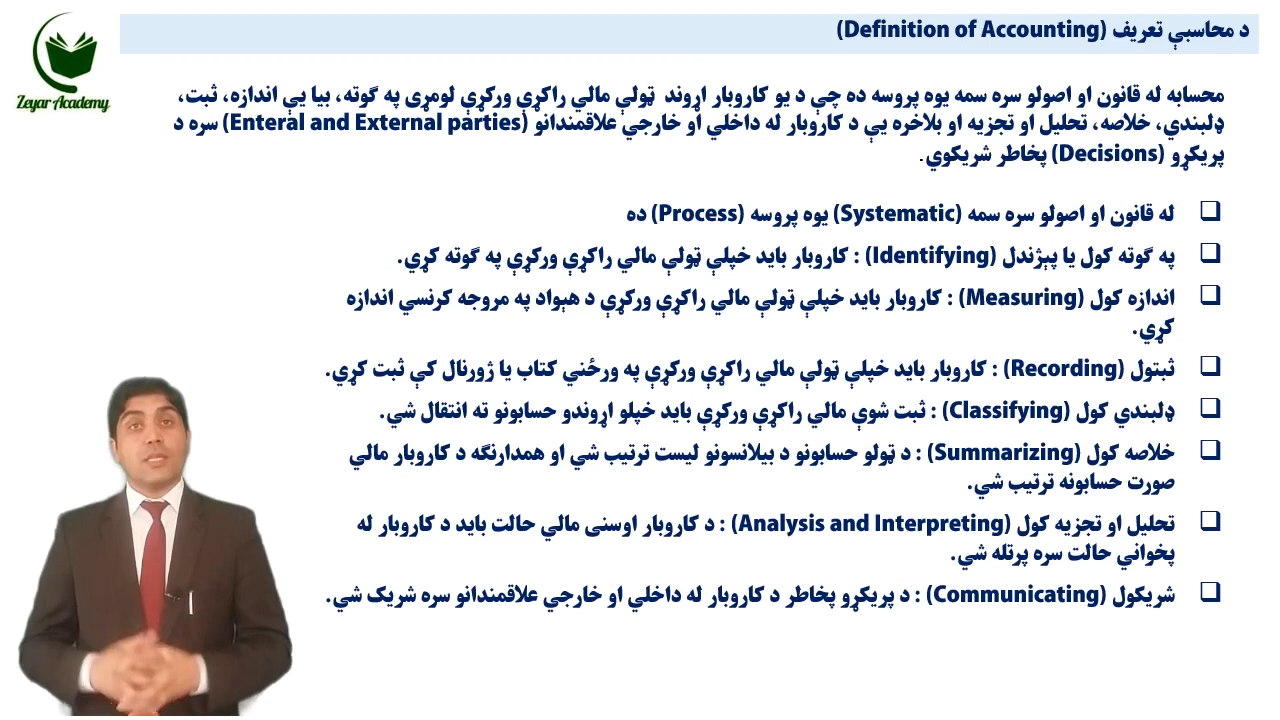 Zeyar Academy
د محاسبې تعریف (Definition of Accounting)
محسابه له قانون او اصولو سره سمه یوه پروسه ده چې د یو کاروبار اړوند ټولې مالي راکړې ورکړې لومړی په ګوته، بیا یې اندازه، ثبت،
ډلبندي، خلاصه، تحلیل او تجزیه او بلاخره یې د کاروبار له داخلي او خارجي علاقمندانو (Enteral and External parties) سره د
پریکړو (Decisions) پخاطر شریکوي.
❑ له قانون او اصولو سره سمه (Systematic) یوه پروسه (Process) ده
❑ په ګوته کول یا پېژندل (Identifying) : کاروبار باید خپلې ټولې مالي راکړې ورکړې په ګوته کړي.
❑ اندازه کول (Measuring) : کاروبار باید خپلې ټولې مالي راکړې ورکړې د هېواد په مروجه کرنسي اندازه
کړي.
❑ ثبتول (Recording) : کاروبار باید خپلې ټولې مالي راکړې ورکړې په ورځني کتاب یا ژورنال کې ثبت کړي.
❑ ډلبندي کول (Classifying) : ثبت شوې مالي راکړې ورکړې باید خپلو اړوندو حسابونو ته انتقال شي.
❑ خلاصه کول (Summarizing) : د ټولو حسابونو د بیلانسونو لیست ترتیب شي او همدارنګه د کاروبار مالي
صورت حسابونه ترتیب شي.
❑ تحلیل او تجزیه کول (Analysis and Interpreting) : د کاروبار اوسنی مالي حالت باید د کاروبار له
پخواني حالت سره پرتله شي.
❑ شریکول (Communicating) : د پریکړو پخاطر د کاروبار له داخلي او خارجي علاقمندانو سره شریک شي.